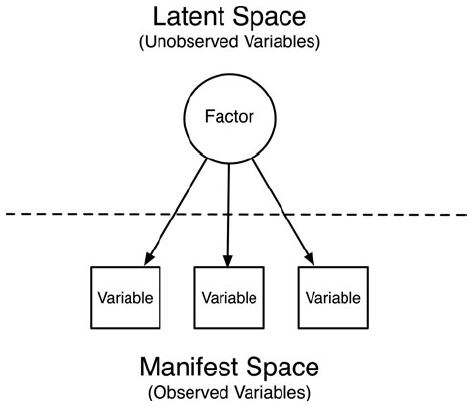 Latent Space
(Unobserved Variables)
Factor
Variable
Variable
Variable
Manifest Space
(Observed Variables)